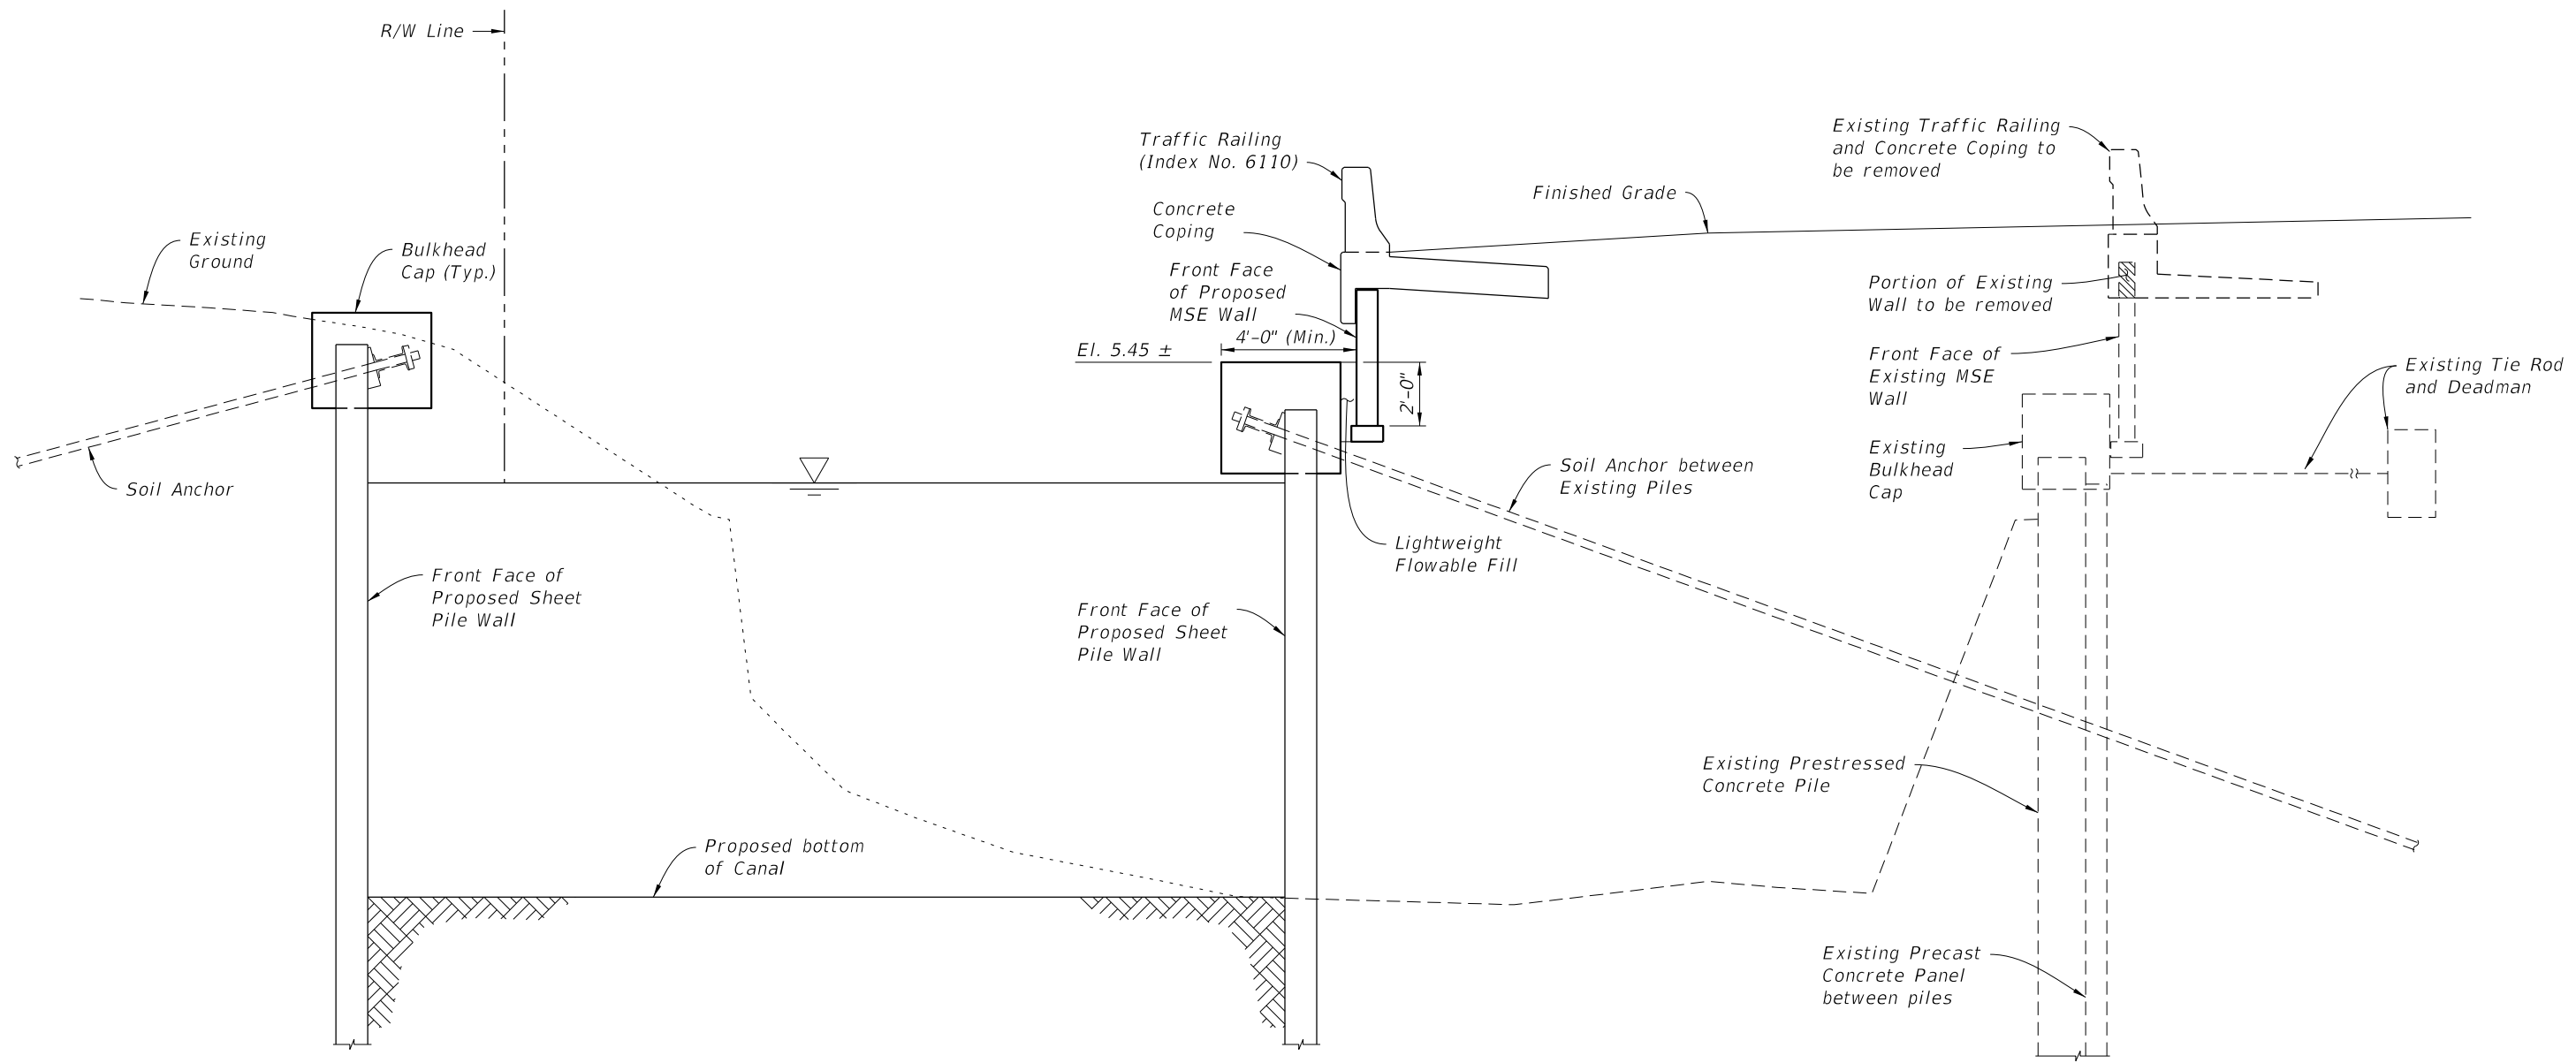 R/W Line
Existing
Ground
Bulkhead
Cap (Typ.)
Soil Anchor
Front Face of
Proposed Sheet
Pile Wall
Proposed bottom
of Canal
Traffic Railing
(Index No. 6110)
Concrete
Coping
Front Face
of Proposed
MSE Wall
4'-0" (Min.)
El. 5.45 ±
2'-0"
Finished Grade
Soil Anchor between
Existing Piles
Lightweight
Flowable Fill
Front Face of
Proposed Sheet
Pile Wall
Existing Traffic Railing
and Concrete Coping to
be removed
Portion of Existing
Wall to be removed
Front Face of
Existing MSE
Wall
Existing Tie Rod
and Deadman
Existing
Bulkhead
Cap
Existing Prestressed
Concrete Pile
Existing Precast
Concrete Panel
between piles